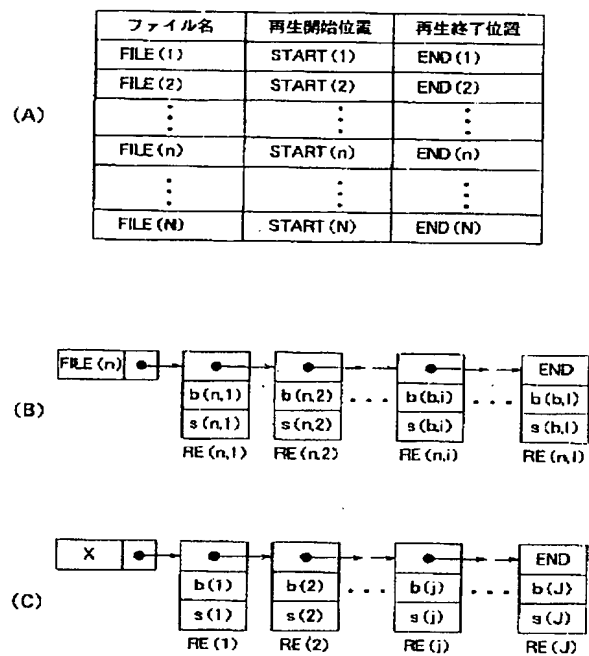 ファイル名 再生開始位置 再生終了位置
FILE(1) START(1) END(1)
FILE(2) START(2) END(2)
(A)
FILE(n) START(n) END(n)
FILE(N) START(N) END(N)
FILE(n) END
b(n,1) b(n,2) b(b,i) b(b,I)
(B)
s(n,1) s(n,2) s(b,i) s(h,I)
RE(n,1) RE(n,2) RE(n,i) RE(n,I)
X END
b(1) b(2) b(j) b(J)
(C)
s(1) s(2) s(j) s(J)
RE(1) RE(2) RE(j) RE(J)